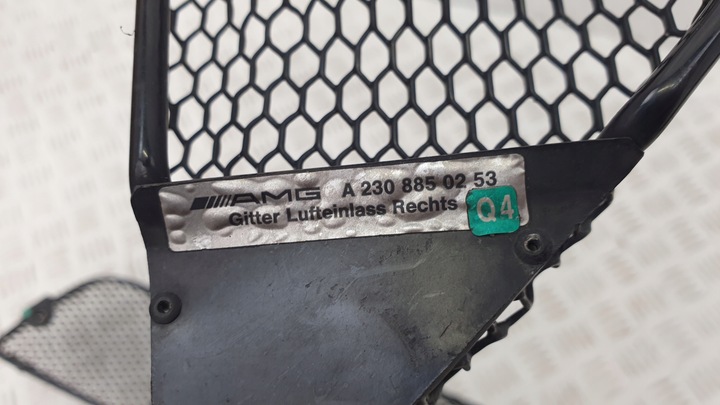 AMG A 230 885 02 53
Gitter Lufteinlass Rechts
Q4